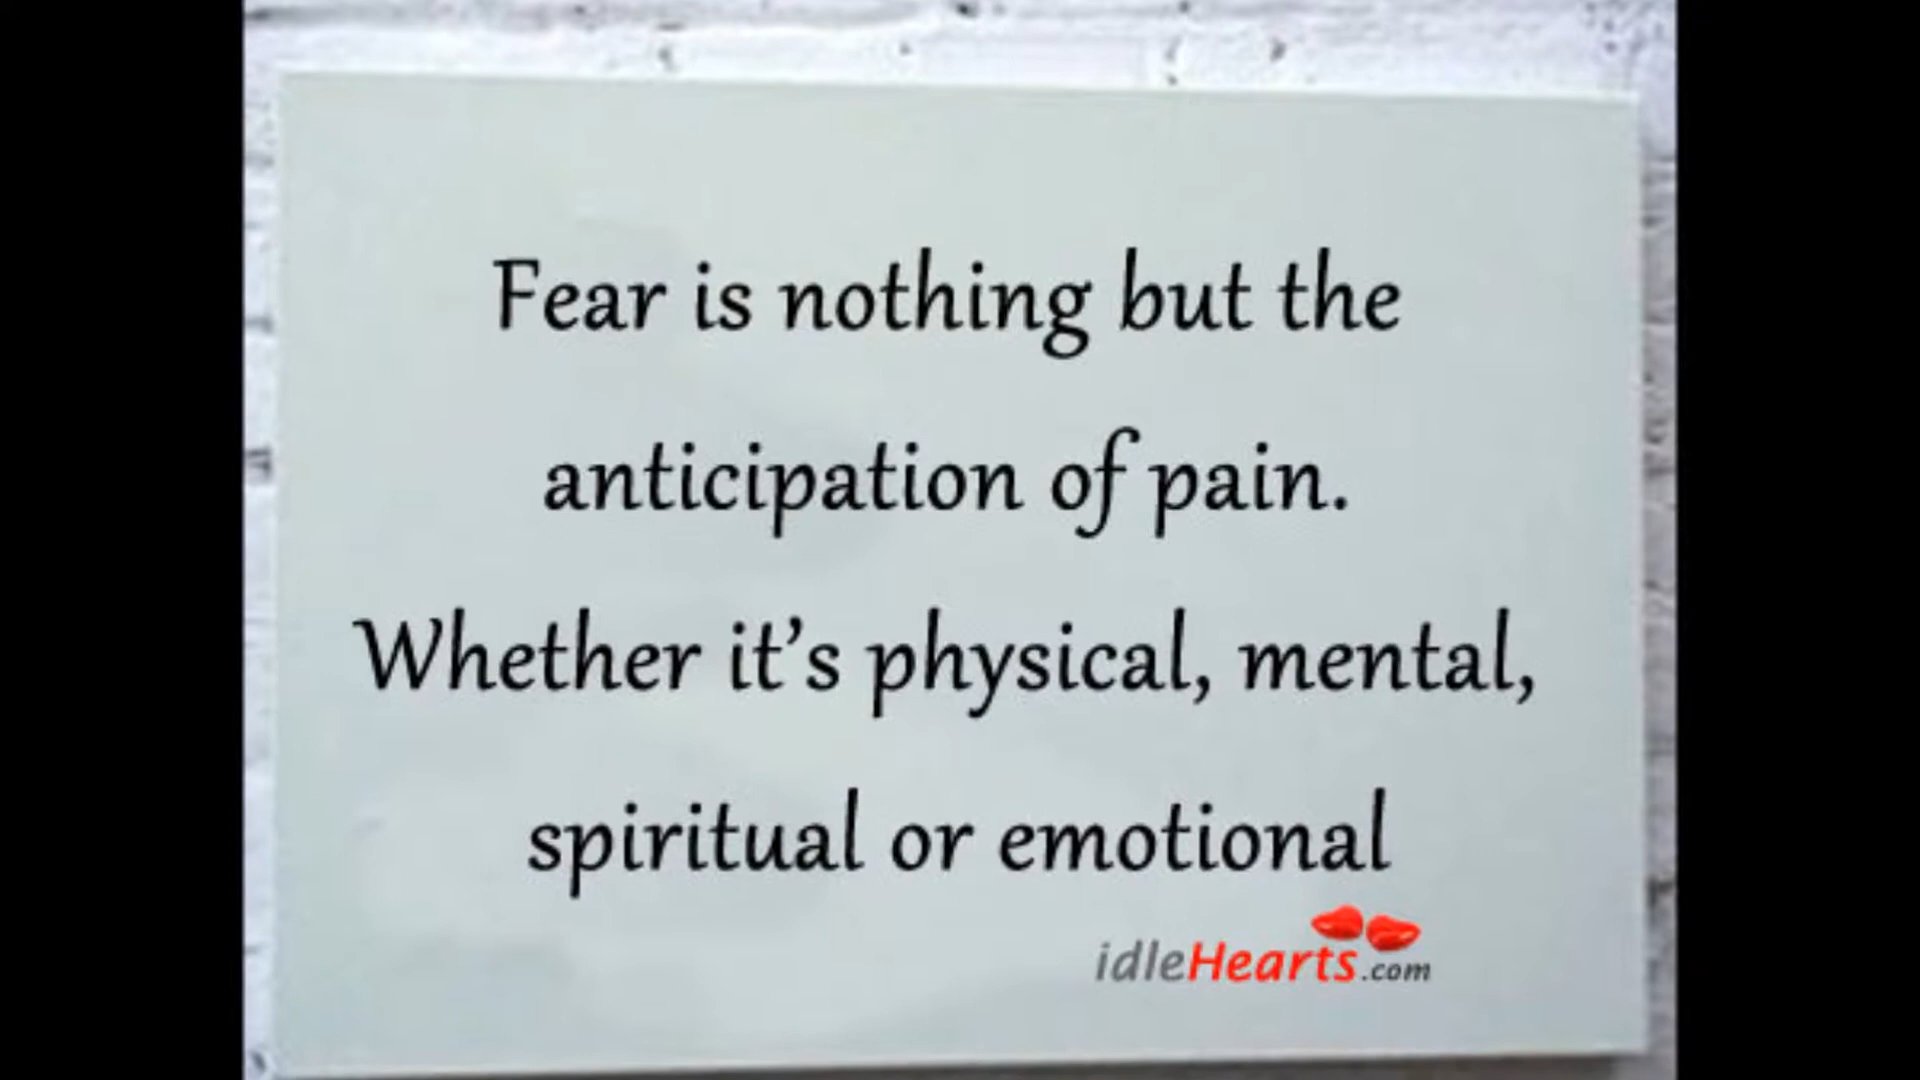 Fear is nothing but the
anticipation of pain.
Whether it’s physical, mental,
spiritual or emotional
idleHearts.com